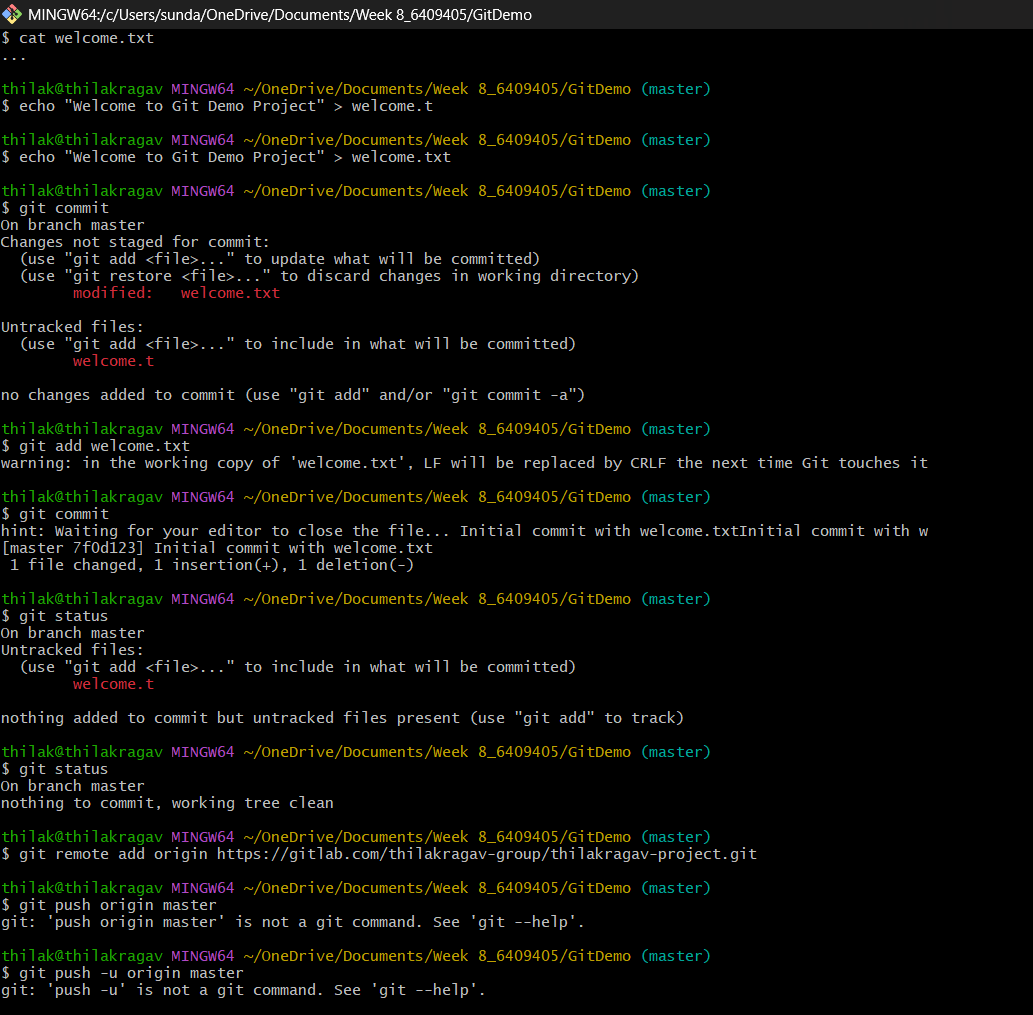 MINGW64:/c/Users/sunda/OneDrive/Documents/Week 8_6409405/GitDemo
$ cat welcome.txt
...
thilak@thilakragav MINGW64 ~/OneDrive/Documents/Week 8_6409405/GitDemo (master)
$ echo "Welcome to Git Demo Project" > welcome.t
thilak@thilakragav MINGW64 ~/OneDrive/Documents/Week 8_6409405/GitDemo (master)
$ echo "Welcome to Git Demo Project" > welcome.txt
thilak@thilakragav MINGW64 ~/OneDrive/Documents/Week 8_6409405/GitDemo (master)
$ git commit
On branch master
Changes not staged for commit:
  (use "git add <file>..." to update what will be committed)
  (use "git restore <file>..." to discard changes in working directory)
        modified:   welcome.txt
Untracked files:
  (use "git add <file>..." to include in what will be committed)
        welcome.t
no changes added to commit (use "git add" and/or "git commit -a")
thilak@thilakragav MINGW64 ~/OneDrive/Documents/Week 8_6409405/GitDemo (master)
$ git add welcome.txt
warning: in the working copy of 'welcome.txt', LF will be replaced by CRLF the next time Git touches it
thilak@thilakragav MINGW64 ~/OneDrive/Documents/Week 8_6409405/GitDemo (master)
$ git commit
hint: Waiting for your editor to close the file... Initial commit with welcome.txtInitial commit with w
[master 7f0d123] Initial commit with welcome.txt
 1 file changed, 1 insertion(+), 1 deletion(-)
thilak@thilakragav MINGW64 ~/OneDrive/Documents/Week 8_6409405/GitDemo (master)
$ git status
On branch master
Untracked files:
  (use "git add <file>..." to include in what will be committed)
        welcome.t
nothing added to commit but untracked files present (use "git add" to track)
thilak@thilakragav MINGW64 ~/OneDrive/Documents/Week 8_6409405/GitDemo (master)
$ git status
On branch master
nothing to commit, working tree clean
thilak@thilakragav MINGW64 ~/OneDrive/Documents/Week 8_6409405/GitDemo (master)
$ git remote add origin https://gitlab.com/thilakragav-group/thilakragav-project.git
thilak@thilakragav MINGW64 ~/OneDrive/Documents/Week 8_6409405/GitDemo (master)
$ git push origin master
git: 'push origin master' is not a git command. See 'git --help'.
thilak@thilakragav MINGW64 ~/OneDrive/Documents/Week 8_6409405/GitDemo (master)
$ git push -u origin master
git: 'push -u' is not a git command. See 'git --help'.